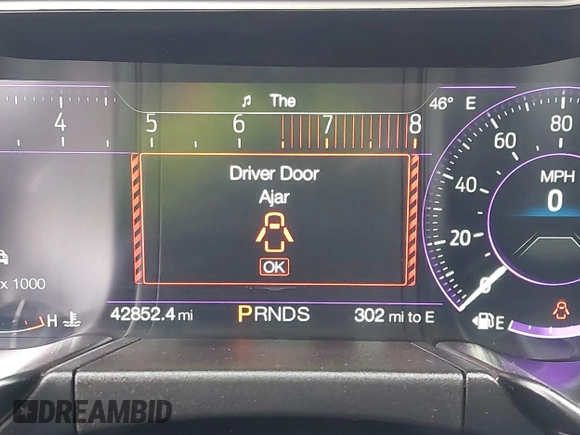 The
46° E
4 5 6 7 8
60 80
Driver Door
Ajar
OK
MPH
0
40
20
0
x 1000
H
42852.4 mi
PRNDS
302 mi to E
E
DREAMBID